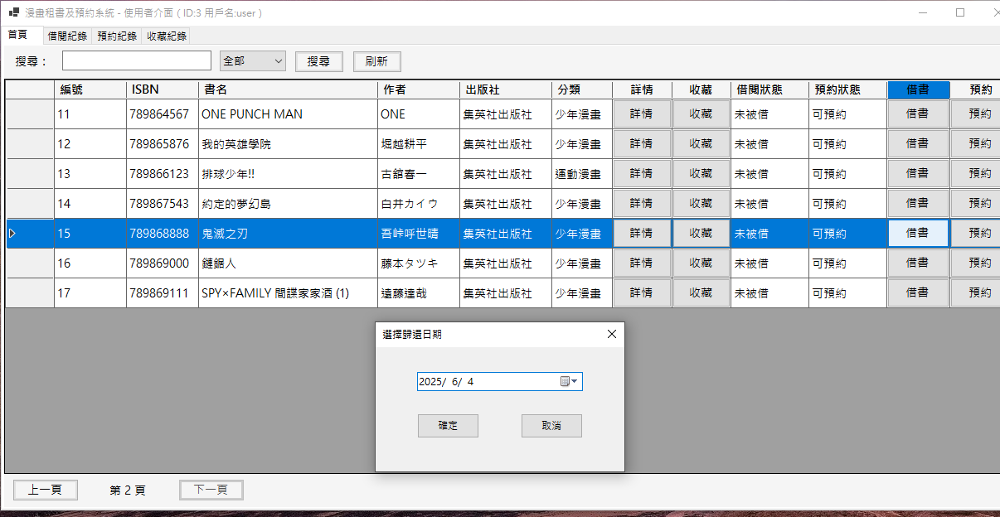 漫畫租書及預約系統 - 使用者介面 ( ID:3 用戶名:user )
首頁 借閱紀錄 預約紀錄 收藏紀錄
搜尋： 全部 搜尋 刷新
編號 ISBN 書名 作者 出版社 分類 詳情 收藏 借閱狀態 預約狀態 借書 預約
11 789864567 ONE PUNCH MAN ONE 集英社出版社 少年漫畫 詳情 收藏 未被借 可預約 借書 預約
12 789865876 我的英雄學院 堀越耕平 集英社出版社 少年漫畫 詳情 收藏 未被借 可預約 借書 預約
13 789866123 排球少年!! 古舘春一 集英社出版社 運動漫畫 詳情 收藏 未被借 可預約 借書 預約
14 789867543 約定的夢幻島 白井カイウ 集英社出版社 少年漫畫 詳情 收藏 未被借 可預約 借書 預約
15 789868888 鬼滅之刃 吾峠呼世晴 集英社出版社 少年漫畫 詳情 收藏 未被借 可預約 借書 預約
16 789869000 鏈鋸人 藤本タツキ 集英社出版社 少年漫畫 詳情 收藏 未被借 可預約 借書 預約
17 789869111 SPY×FAMILY 間諜家家酒 (1) 遠藤達哉 集英社出版社 少年漫畫 詳情 收藏 未被借 可預約 借書 預約
選擇歸還日期
2025/ 6/ 4
確定 取消
上一頁 第 2 頁 下一頁